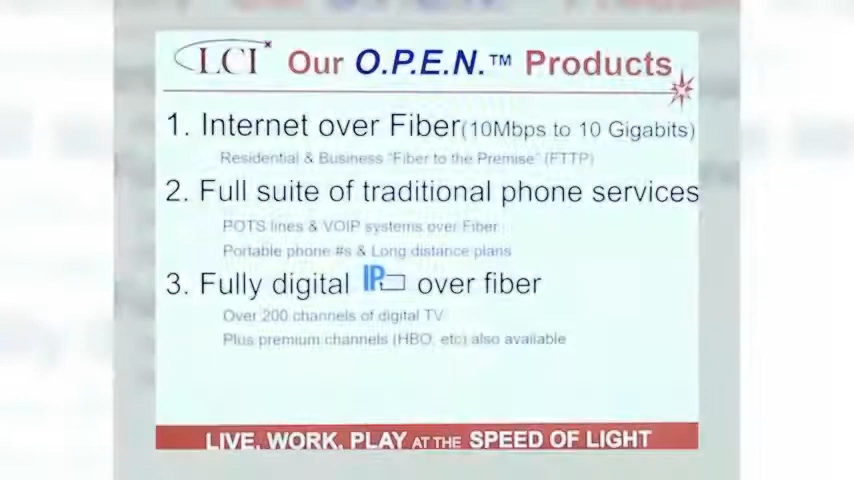 LCI Our O.P.E.N.™ Products
1. Internet over Fiber(10Mbps to 10 Gigabits)
Residential & Business "Fiber to the Premise" (FTTP)
2. Full suite of traditional phone services
POTS lines & VOIP systems over Fiber
Portable phone #s & Long distance plans
3. Fully digital IP over fiber
Over 200 channels of digital TV
Plus premium channels (HBO, etc) also available
LIVE, WORK, PLAY AT THE SPEED OF LIGHT